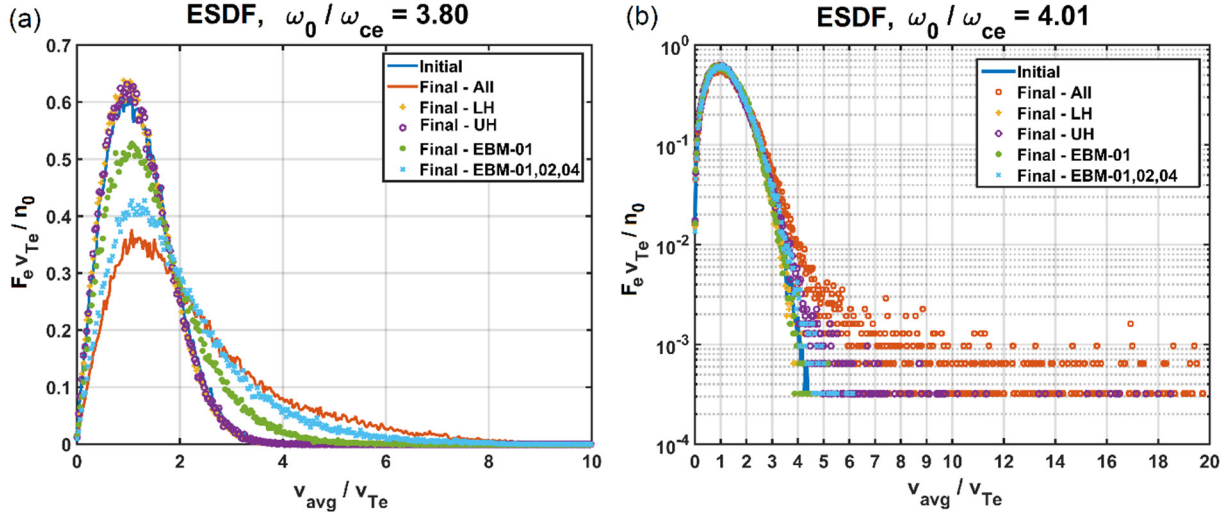 (a) ESDF, ω0 / ωce = 3.80
Initial
Final - All
Final - LH
Final - UH
Final - EBM-01
Final - EBM-01,02,04
Fe vTe / n0
0.7
0.6
0.5
0.4
0.3
0.2
0.1
0
0 2 4 6 8 10
vavg / vTe
(b) ESDF, ω0 / ωce = 4.01
Initial
Final - All
Final - LH
Final - UH
Final - EBM-01
Final - EBM-01,02,04
Fe vTe / n0
10^0
10^-1
10^-2
10^-3
10^-4
0 1 2 3 4 5 6 7 8 9 10 12 14 16 18 20
vavg / vTe